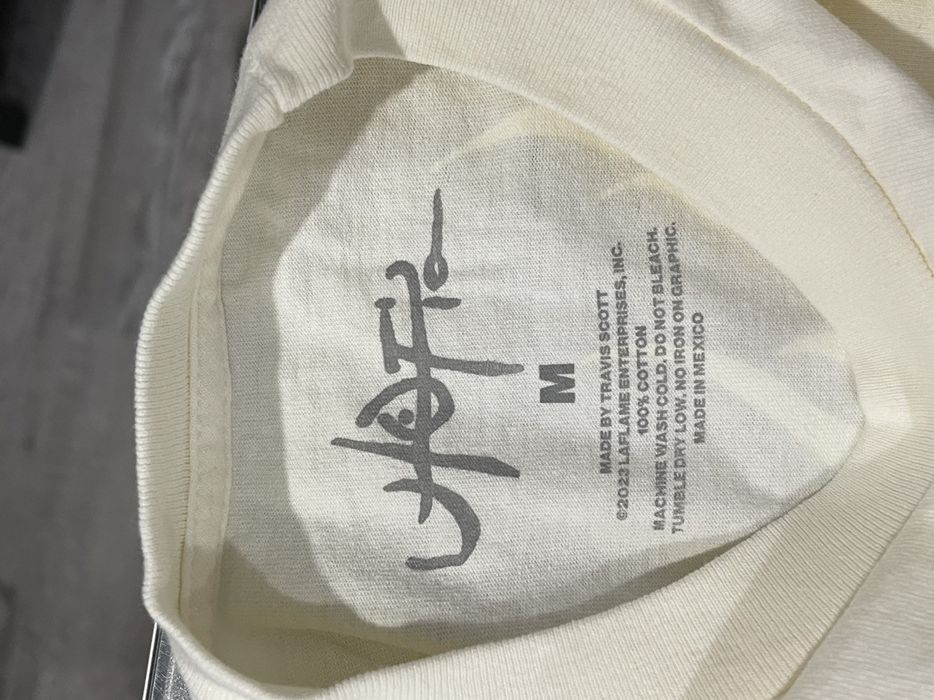 M
MADE BY TRAVIS SCOTT
©2023 LAFLAME ENTERPRISES, INC.
100% COTTON
MACHINE WASH COLD. DO NOT BLEACH.
TUMBLE DRY LOW. NO IRON ON GRAPHIC.
MADE IN MEXICO